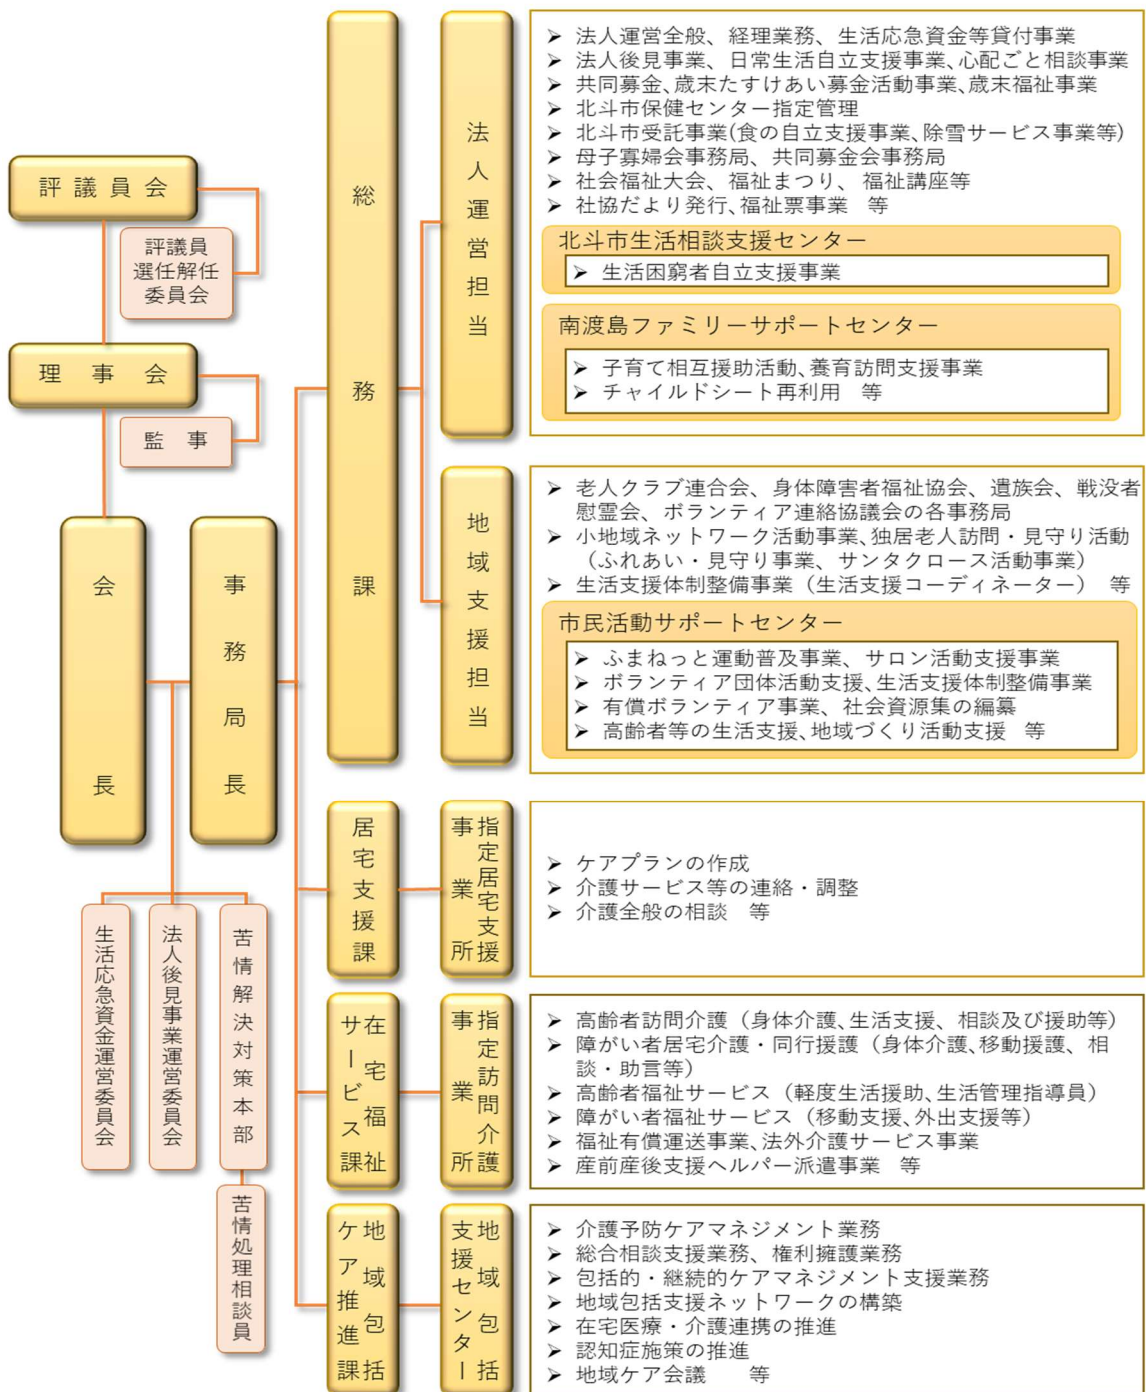 評議員会
評議員
選任解任
委員会
理事会
監　事
会長
事務局長
生活応急資金運営委員会
法人後見事業運営委員会
苦情解決対策本部
苦情処理相談員
総務課
法人運営担当
➢ 法人運営全般、経理業務、生活応急資金等貸付事業
➢ 法人後見事業、日常生活自立支援事業、心配ごと相談事業
➢ 共同募金、歳末たすけあい募金活動事業、歳末福祉事業
➢ 北斗市保健センター指定管理
➢ 北斗市受託事業(食の自立支援事業、除雪サービス事業等)
➢ 母子寡婦会事務局、共同募金会事務局
➢ 社会福祉大会、福祉まつり、福祉講座等
➢ 社協だより発行、福祉票事業　等
北斗市生活相談支援センター
➢ 生活困窮者自立支援事業
南渡島ファミリーサポートセンター
➢ 子育て相互援助活動、養育訪問支援事業
➢ チャイルドシート再利用　等
地域支援担当
➢ 老人クラブ連合会、身体障害者福祉協会、遺族会、戦没者
慰霊会、ボランティア連絡協議会の各事務局
➢ 小地域ネットワーク活動事業、独居老人訪問・見守り活動
（ふれあい・見守り事業、サンタクロース活動事業）
➢ 生活支援体制整備事業（生活支援コーディネーター）　等
市民活動サポートセンター
➢ ふまねっと運動普及事業、サロン活動支援事業
➢ ボランティア団体活動支援、生活支援体制整備事業
➢ 有償ボランティア事業、社会資源集の編纂
➢ 高齢者等の生活支援、地域づくり活動支援　等
居宅支援課
指定居宅支援
事業所
➢ ケアプランの作成
➢ 介護サービス等の連絡・調整
➢ 介護全般の相談　等
在宅福祉
サービス課
指定訪問介護
事業所
➢ 高齢者訪問介護（身体介護、生活支援、相談及び援助等）
➢ 障がい者居宅介護・同行援護（身体介護、移動援護、相
談・助言等）
➢ 高齢者福祉サービス（軽度生活援助、生活管理指導員）
➢ 障がい者福祉サービス（移動支援、外出支援等）
➢ 福祉有償運送事業、法外介護サービス事業
➢ 産前産後支援ヘルパー派遣事業　等
地域包括
ケア推進課
地域包括
支援センター
➢ 介護予防ケアマネジメント業務
➢ 総合相談支援業務、権利擁護業務
➢ 包括的・継続的ケアマネジメント支援業務
➢ 地域包括支援ネットワークの構築
➢ 在宅医療・介護連携の推進
➢ 認知症施策の推進
➢ 地域ケア会議　　等